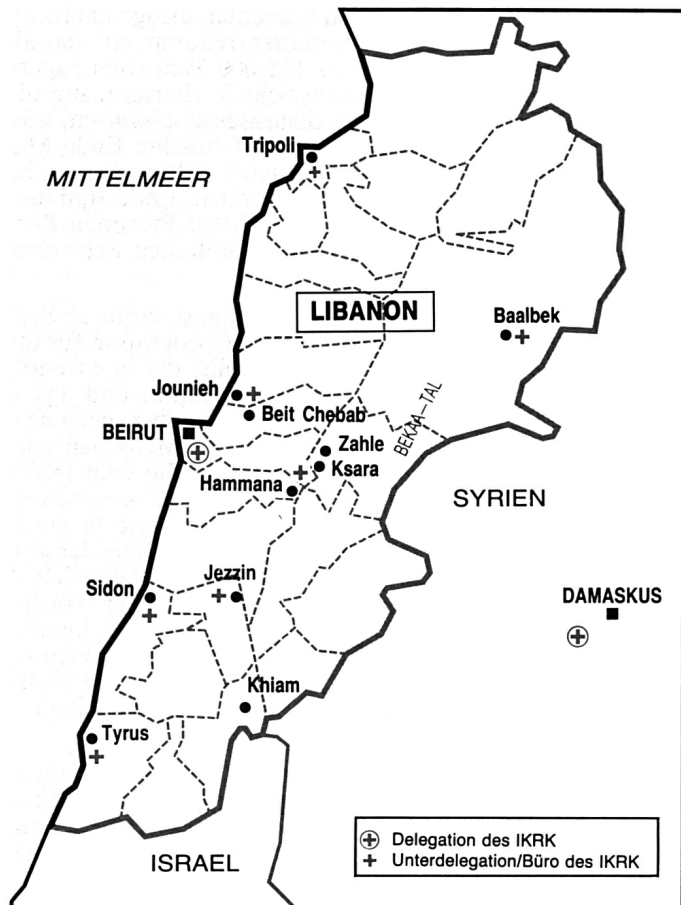 Tripoli
MITTELMEER
LIBANON
Baalbek
Jounieh
Beit Chebab
BEIRUT
BEKAA-TAL
Zahle
Ksara
Hammana
SYRIEN
Jezzin
Sidon
DAMASKUS
Khiam
Tyrus
ISRAEL
Delegation des IKRK
Unterdelegation/Büro des IKRK